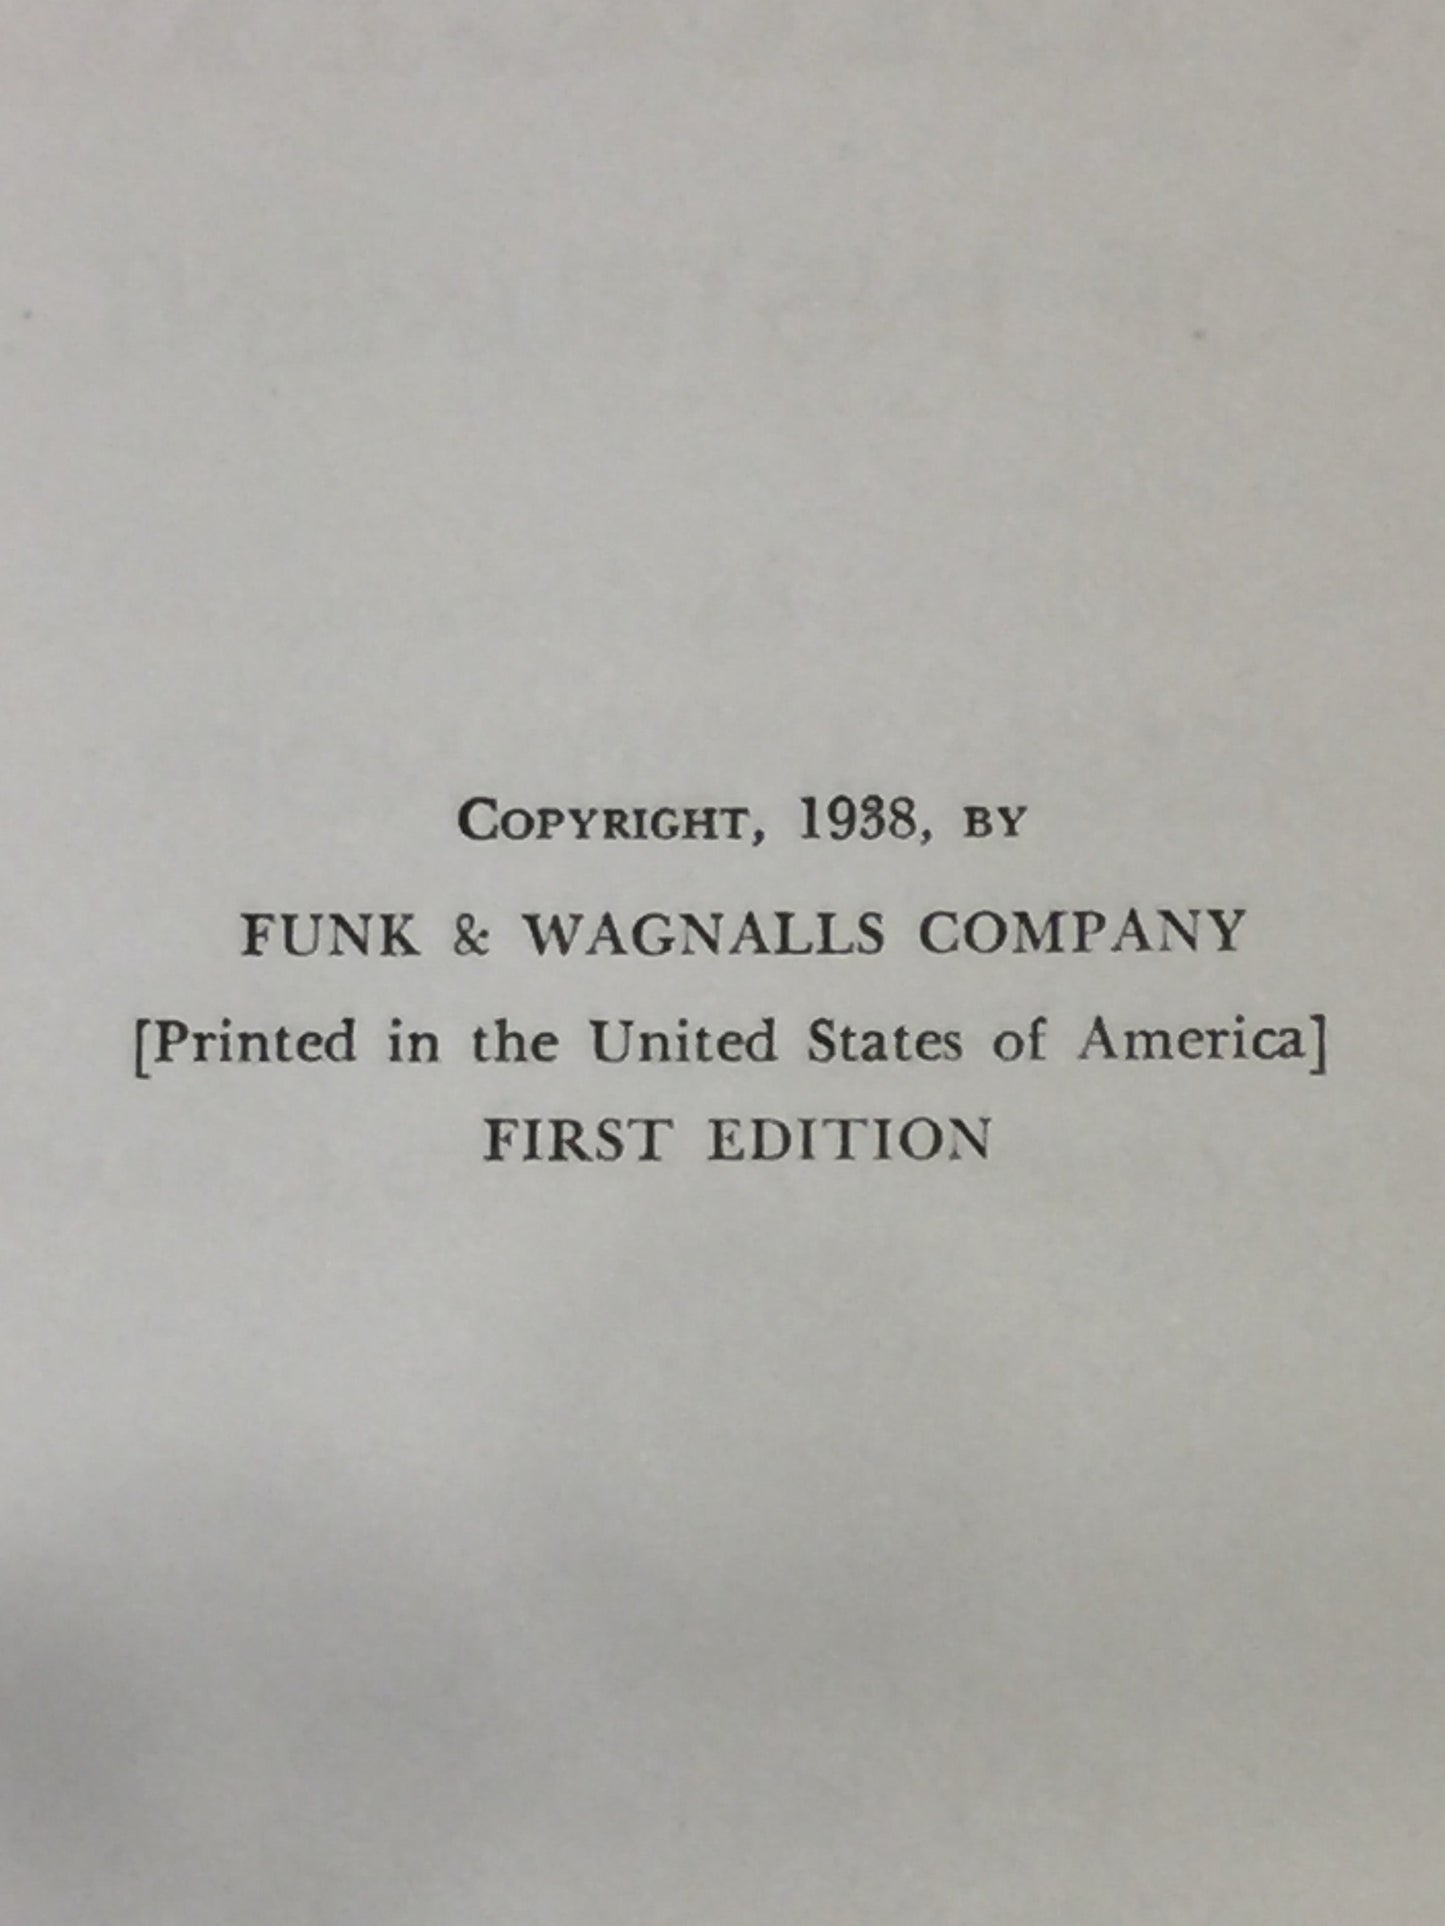 COPYRIGHT, 1938, BY
FUNK & WAGNALLS COMPANY
[Printed in the United States of America]
FIRST EDITION